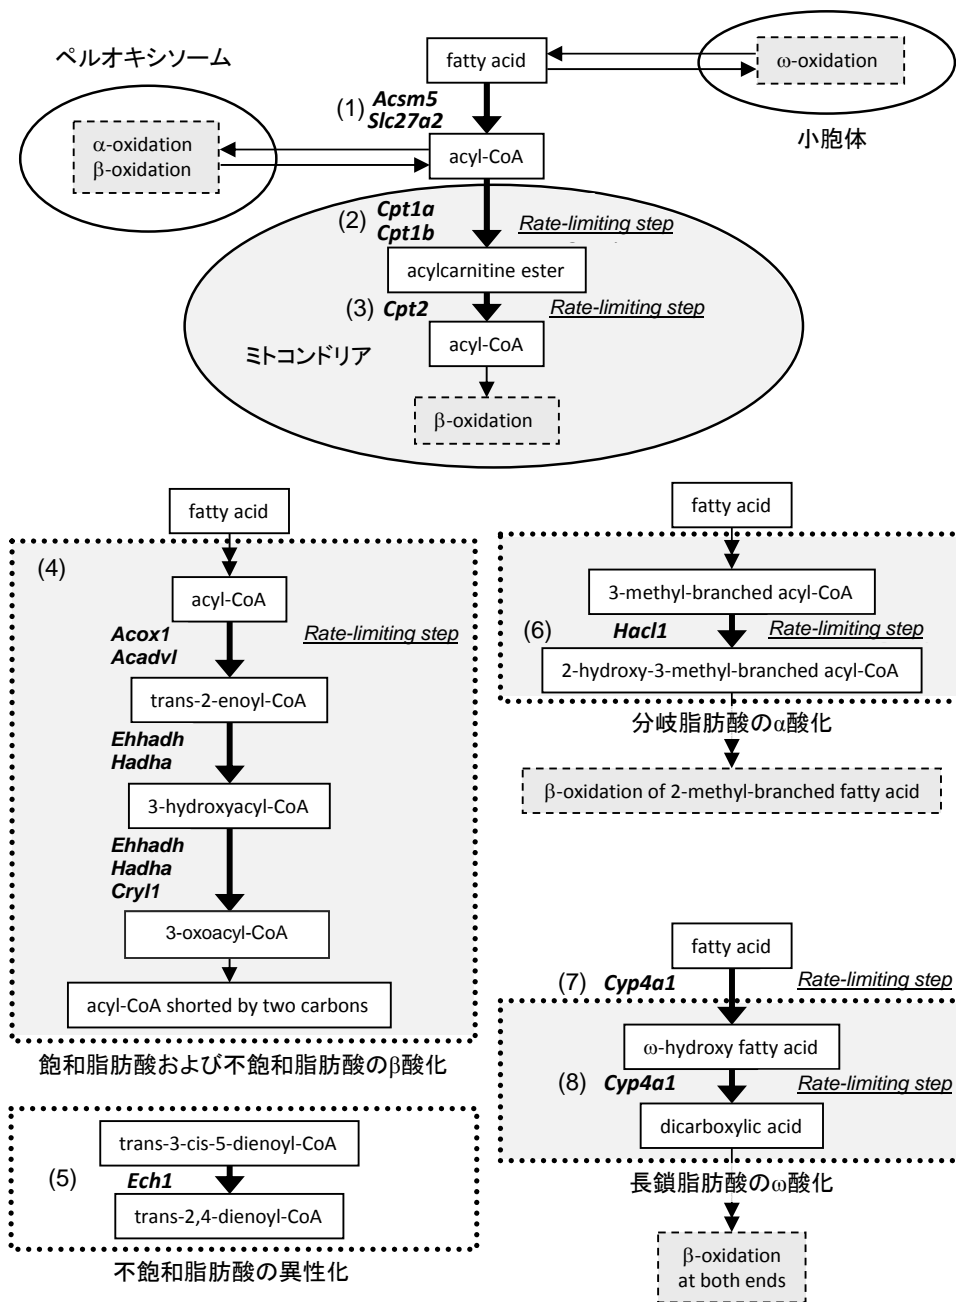 ペルオキシソーム
fatty acid
ω-oxidation
小胞体
(1) Acsm5
Slc27a2
α-oxidation
β-oxidation
acyl-CoA
(2) Cpt1a
Cpt1b
Rate-limiting step
acylcarnitine ester
(3) Cpt2
Rate-limiting step
ミトコンドリア
acyl-CoA
β-oxidation
fatty acid
(4)
acyl-CoA
Acox1
Acadvl
Rate-limiting step
trans-2-enoyl-CoA
Ehhadh
Hadha
3-hydroxyacyl-CoA
Ehhadh
Hadha
Cryl1
3-oxoacyl-CoA
acyl-CoA shorted by two carbons
飽和脂肪酸および不飽和脂肪酸のβ酸化
trans-3-cis-5-dienoyl-CoA
(5) Ech1
trans-2,4-dienoyl-CoA
不飽和脂肪酸の異性化
fatty acid
3-methyl-branched acyl-CoA
(6) Hacl1 Rate-limiting step
2-hydroxy-3-methyl-branched acyl-CoA
分岐脂肪酸のα酸化
β-oxidation of 2-methyl-branched fatty acid
fatty acid
(7) Cyp4a1 Rate-limiting step
ω-hydroxy fatty acid
(8) Cyp4a1 Rate-limiting step
dicarboxylic acid
長鎖脂肪酸のω酸化
β-oxidation
at both ends